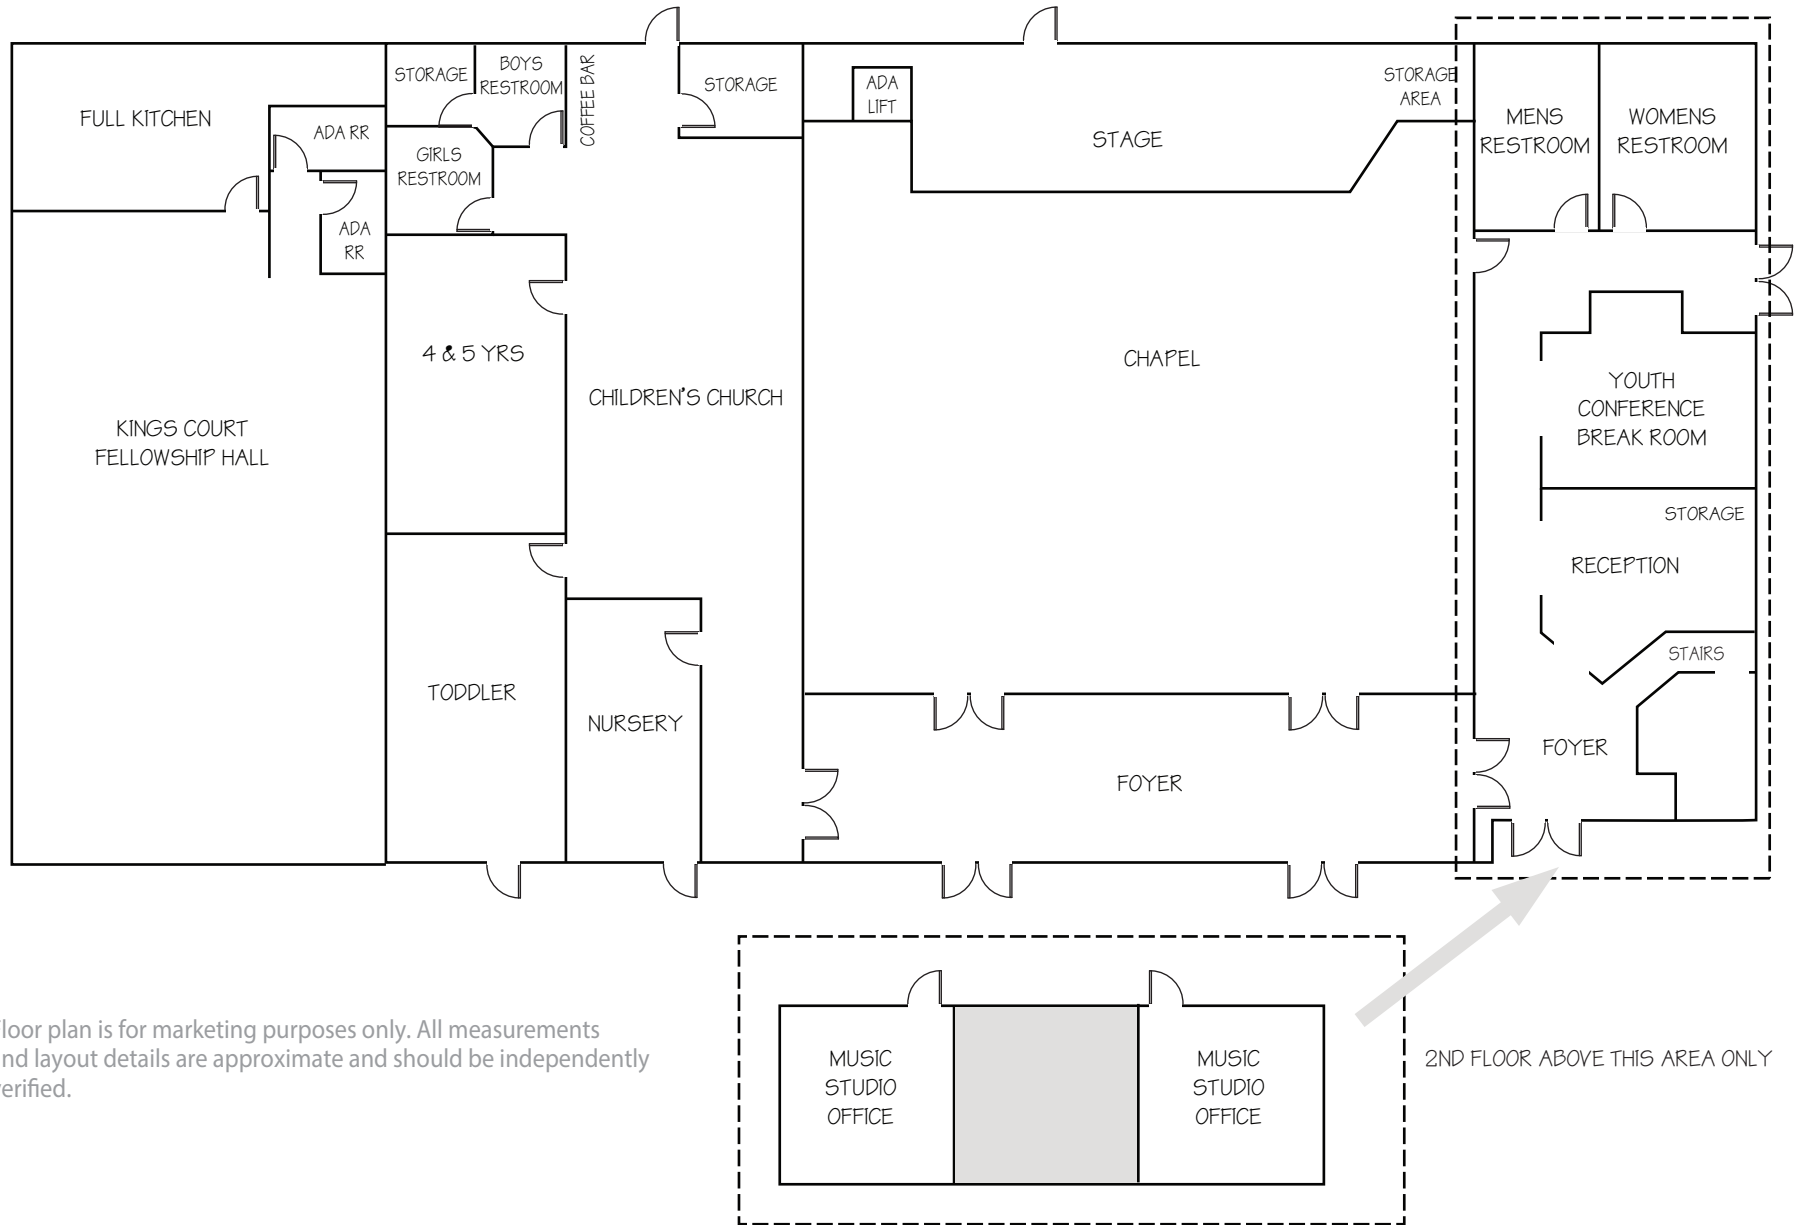 FULL KITCHEN
ADA RR
ADA
RR
STORAGE
BOYS
RESTROOM
GIRLS
RESTROOM
COFFEE BAR
STORAGE
ADA
LIFT
STAGE
STORAGE
AREA
MENS
RESTROOM
WOMENS
RESTROOM
KINGS COURT
FELLOWSHIP HALL
4 & 5 YRS
CHILDREN'S CHURCH
CHAPEL
YOUTH
CONFERENCE
BREAK ROOM
STORAGE
RECEPTION
STAIRS
TODDLER
NURSERY
FOYER
FOYER
loor plan is for marketing purposes only. All measurements
nd layout details are approximate and should be independently
erified.
MUSIC
STUDIO
OFFICE
MUSIC
STUDIO
OFFICE
2ND FLOOR ABOVE THIS AREA ONLY